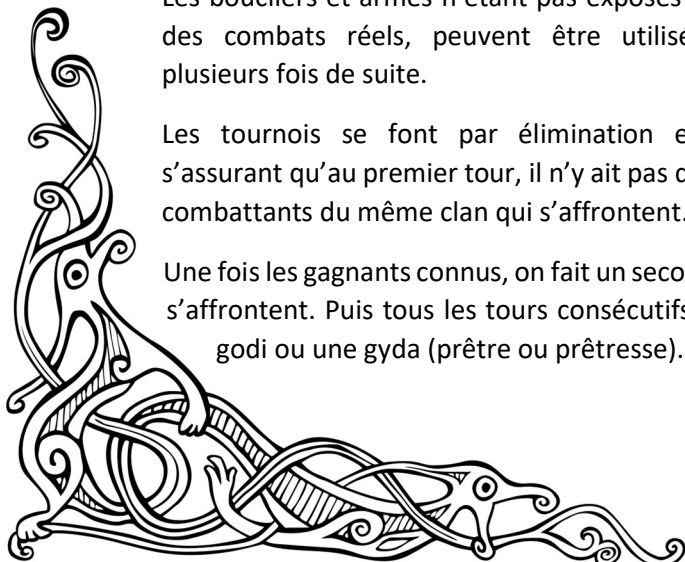 Les boucliers et armes n'étant pas exposés
des combats réels, peuvent être utilisé
plusieurs fois de suite.
Les tournois se font par élimination e
s'assurant qu'au premier tour, il n'y ait pas d
combattants du même clan qui s'affrontent.
Une fois les gagnants connus, on fait un seco
s'affrontent. Puis tous les tours consécutifs
godi ou une gyda (prêtre ou prêtresse).